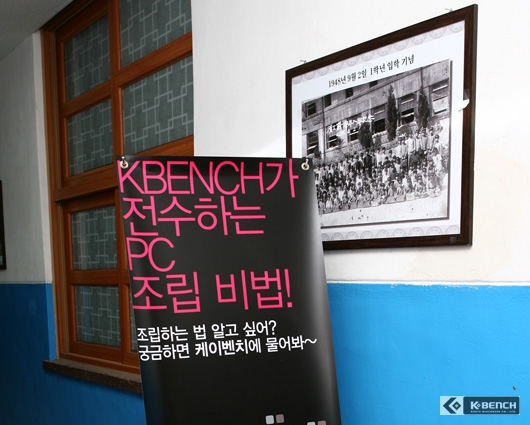 1948년 9월 2일 1학년 입학 기념
KBENCH가
전수하는
PC
조립 비법!
조립하는 법 알고 싶어?
궁금하면 케이벤치에 물어봐~
K-BENCH